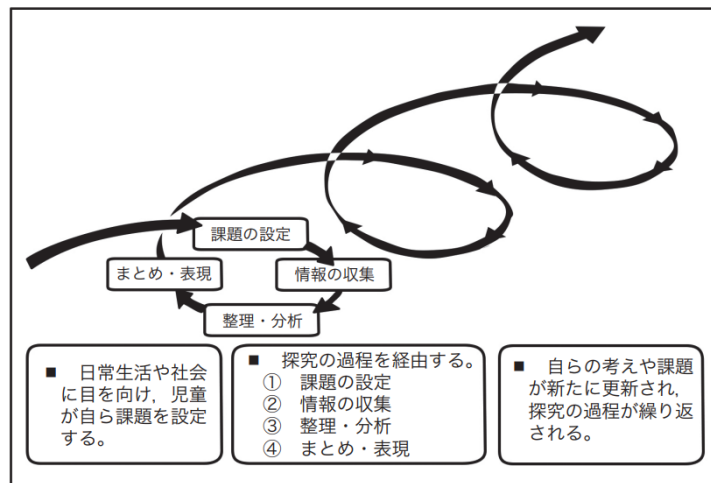 課題の設定
まとめ・表現
情報の収集
整理・分析
■ 日常生活や社会
に目を向け，児童
が自ら課題を設定
する。
■ 探究の過程を経由する。
① 課題の設定
② 情報の収集
③ 整理・分析
④ まとめ・表現
■ 自らの考えや課題
が新たに更新され，
探究の過程が繰り返
される。